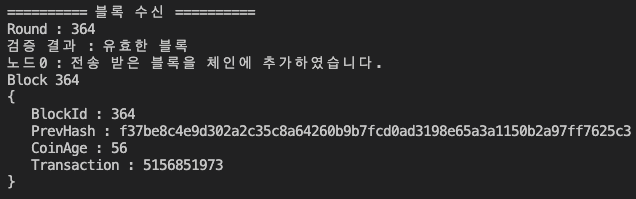 ========== 블록 수신 ==========
Round : 364
검증 결과 : 유효한 블록
노드0 : 전송 받은 블록을 체인에 추가하였습니다.
Block 364
{
BlockId : 364
PrevHash : f37be8c4e9d302a2c35c8a64260b9b7fcd0ad3198e65a3a1150b2a97ff7625c3
CoinAge : 56
Transaction : 5156851973
}